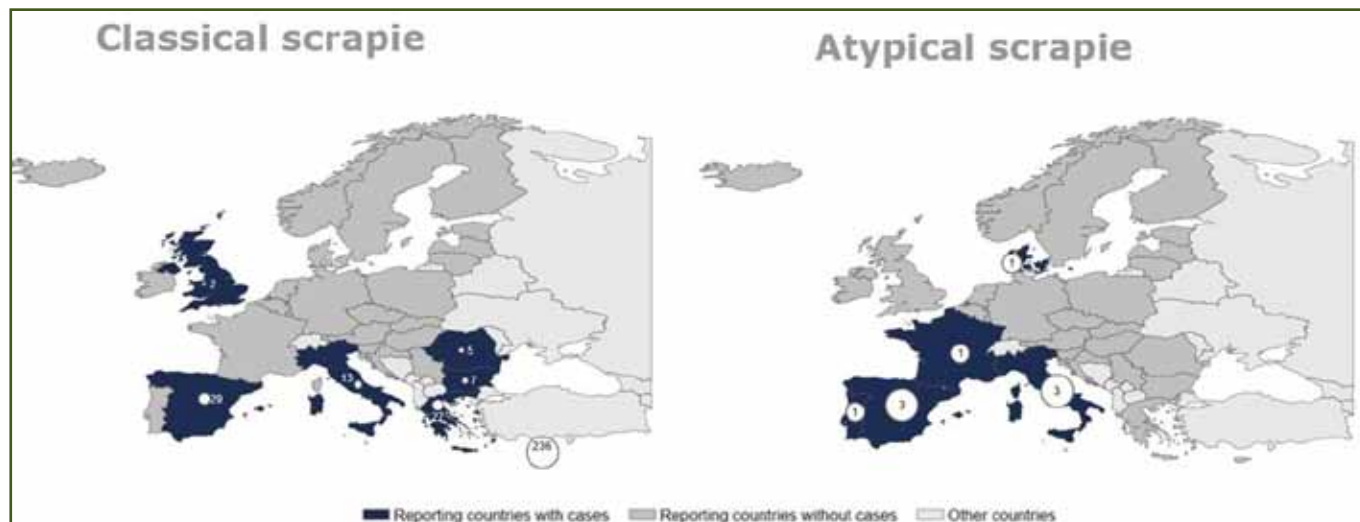 Classical scrapie
Atypical scrapie
2
5
7
13
29
27
236
1
1
1
3
3
Reporting countries with cases
Reporting countries without cases
Other countries